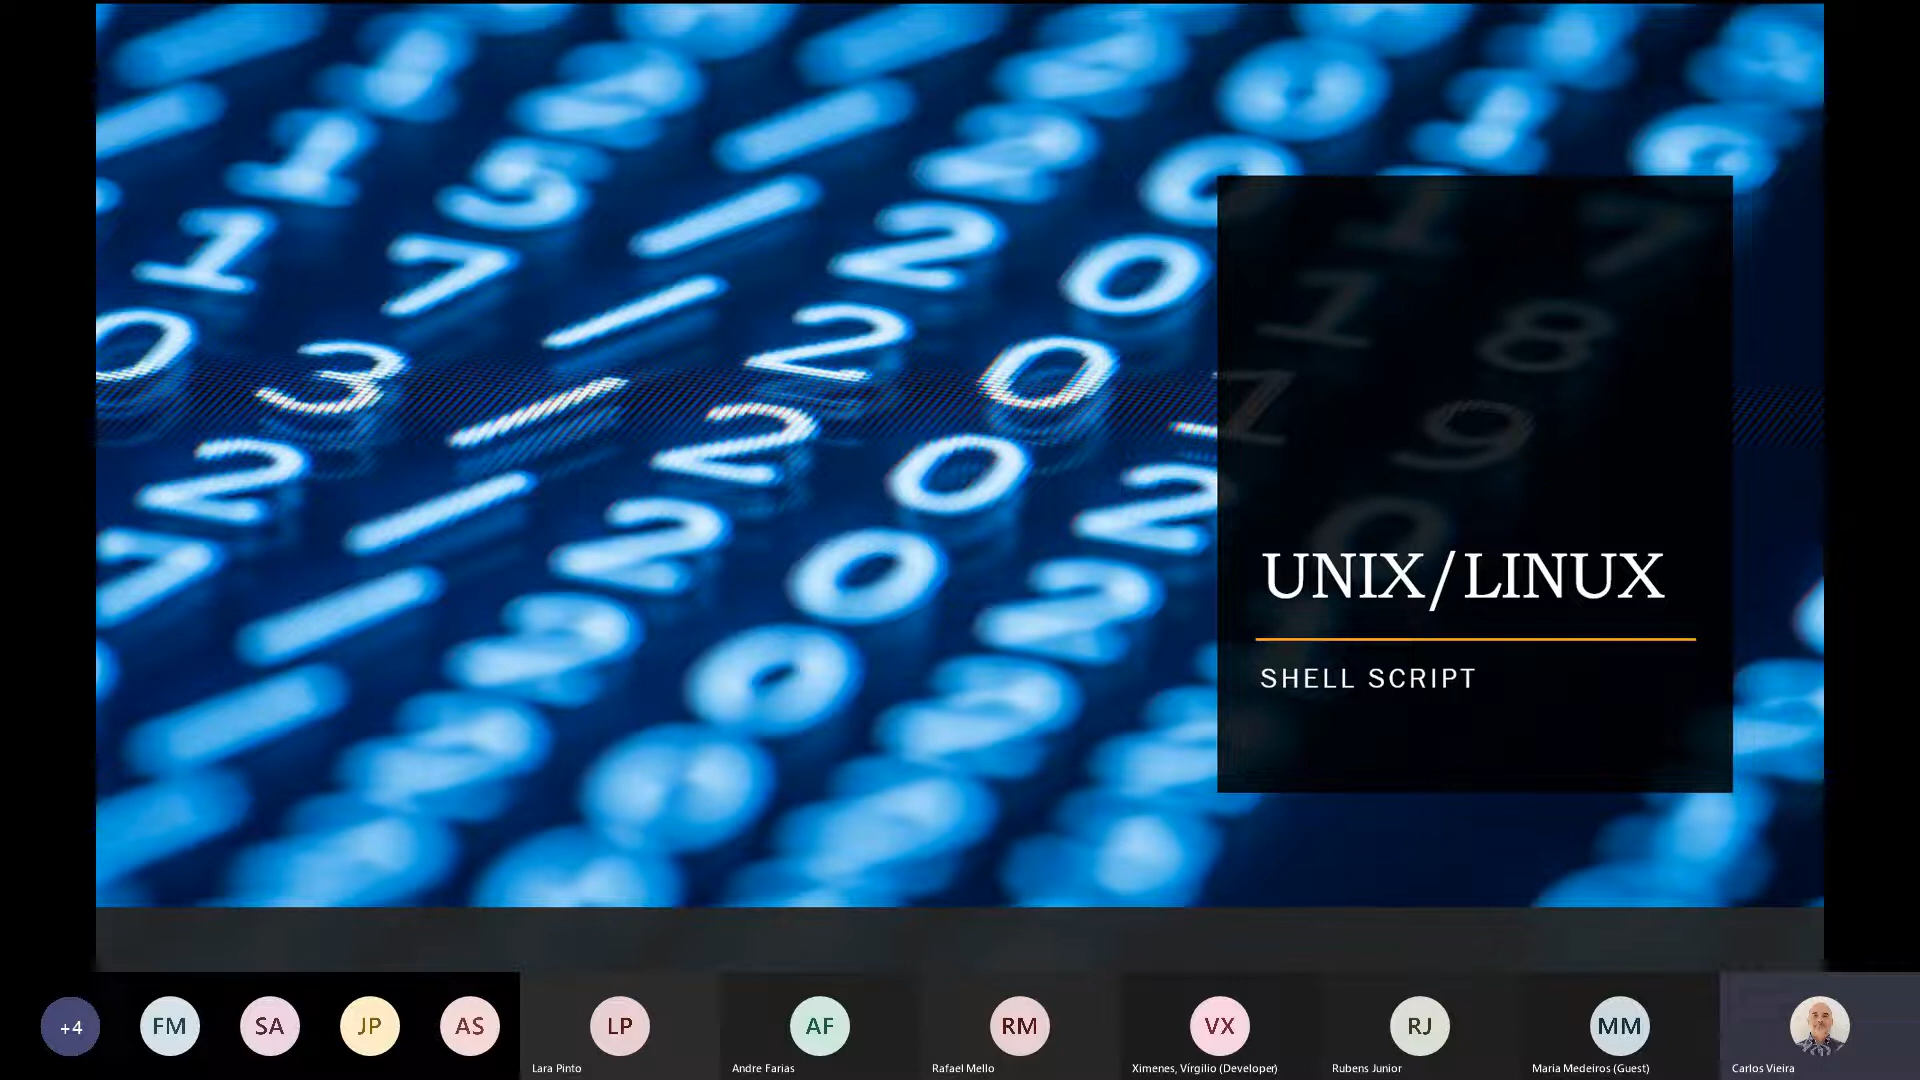 UNIX/LINUX
SHELL SCRIPT
+4
FM
SA
JP
AS
LP
AF
RM
VX
RJ
MM
Lara Pinto
Andre Farias
Rafael Mello
Ximenes, Virgílio (Developer)
Rubens Junior
Maria Medeiros (Guest)
Carlos Vieira